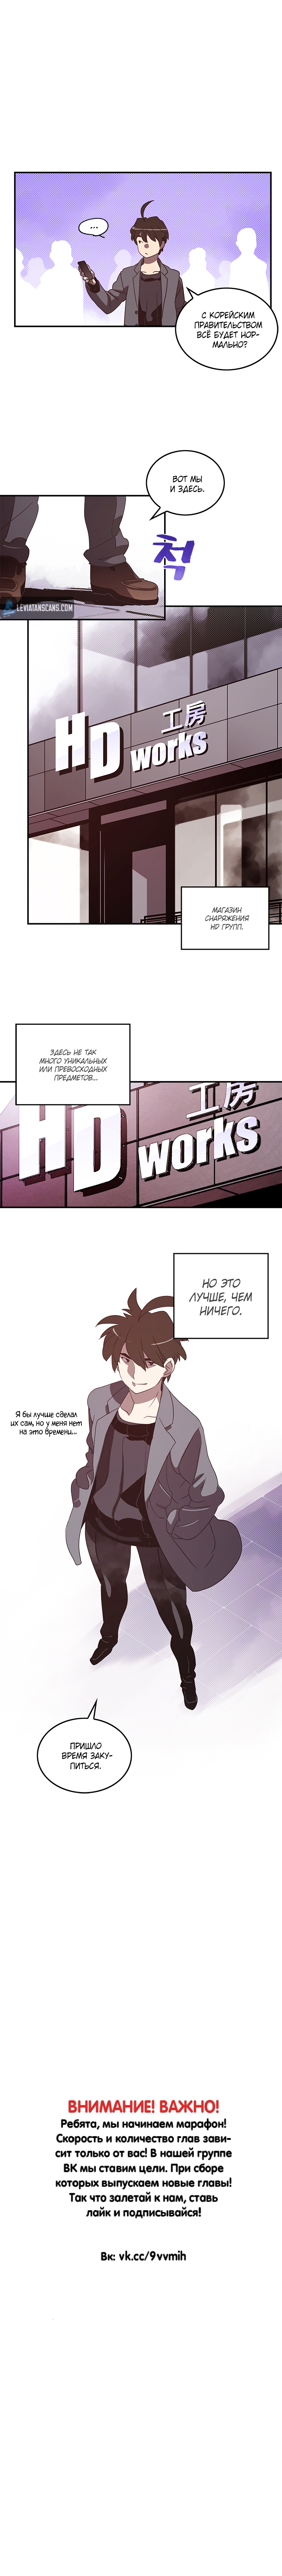 ...
С КОРЕЙСКИМ
ПРАВИТЕЛЬСТВОМ
ВСЁ БУДЕТ НОР-
МАЛЬНО?
ВОТ МЫ
И ЗДЕСЬ.
척
LEVIATANSCANS.COM
工房
HD works
МАГАЗИН
СНАРЯЖЕНИЯ
HD ГРУПП.
ЗДЕСЬ НЕ ТАК
МНОГО УНИКАЛЬНЫХ
ИЛИ ПРЕВОСХОДНЫХ
ПРЕДМЕТОВ...
工房
HD works
НО ЭТО
ЛУЧШЕ, ЧЕМ
НИЧЕГО.
Я бы лучше сделал
их сам, но у меня нет
на это времени...
ПРИШЛО
ВРЕМЯ ЗАКУ-
ПИТЬСЯ.
ВНИМАНИЕ! ВАЖНО!
Ребята, мы начинаем марафон!
Скорость и количество глав зави-
сит только от вас! В нашей группе
ВК мы ставим цели. При сборе
которых выпускаем новые главы!
Так что залетай к нам, ставь
лайк и подписывайся!
Вк: vk.cc/9vvmih